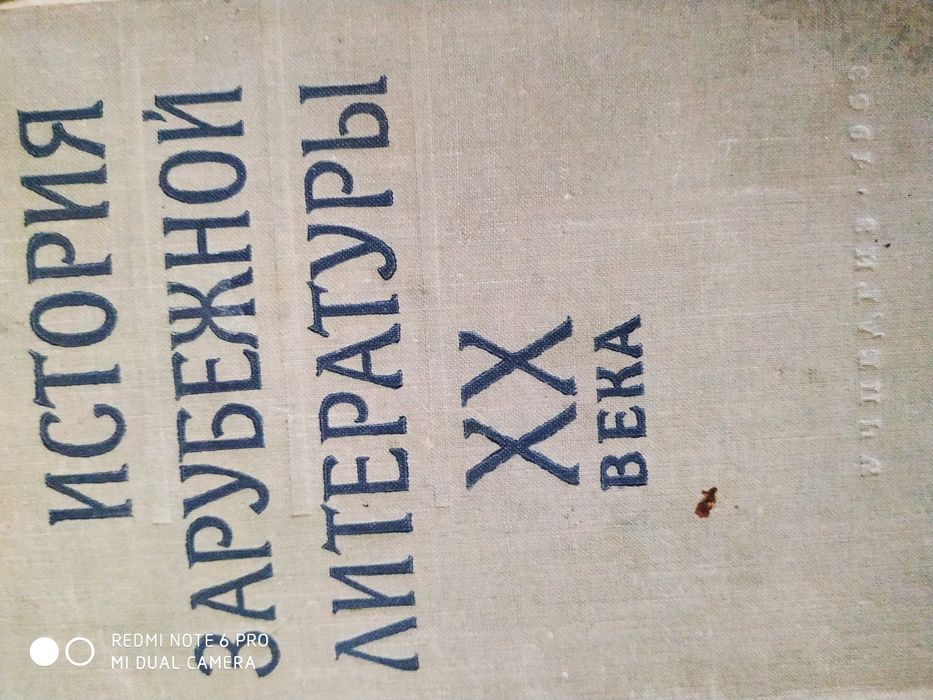 ИСТОРИЯ
ЗАРУБЕЖНОЙ
ЛИТЕРАТУРЫ
XX
ВЕКА
УЧПЕДГИЗ · 1963
REDMI NOTE 6 PRO
MI DUAL CAMERA